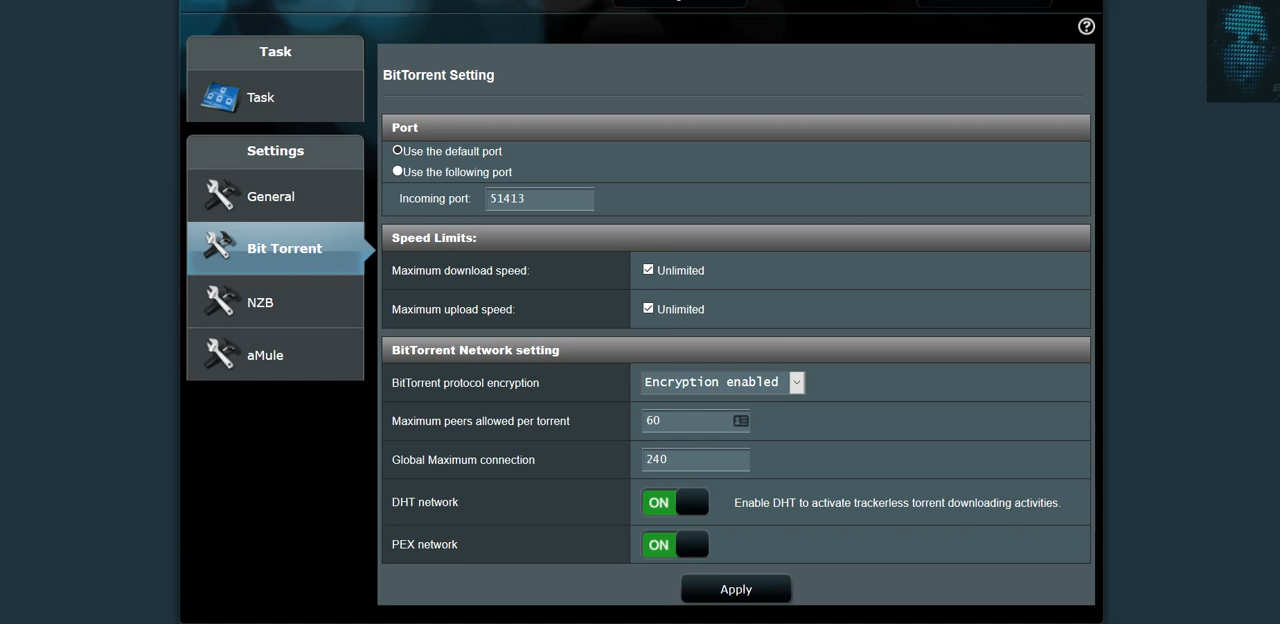 Task
Task
Settings
General
Bit Torrent
NZB
aMule
BitTorrent Setting
Port
Use the default port
Use the following port
Incoming port: 51413
Speed Limits:
Maximum download speed: Unlimited
Maximum upload speed: Unlimited
BitTorrent Network setting
BitTorrent protocol encryption Encryption enabled
Maximum peers allowed per torrent 60
Global Maximum connection 240
DHT network ON Enable DHT to activate trackerless torrent downloading activities.
PEX network ON
Apply